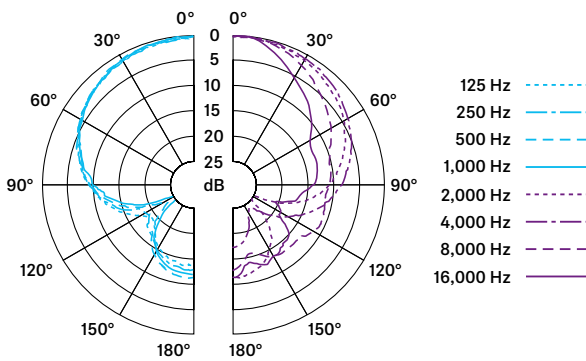 0° 0°
30° 0 30°
5
10
60° 15 60°
20
25
90° dB 90°
120° 120°
150° 150°
180° 180°
125 Hz
250 Hz
500 Hz
1,000 Hz
2,000 Hz
4,000 Hz
8,000 Hz
16,000 Hz